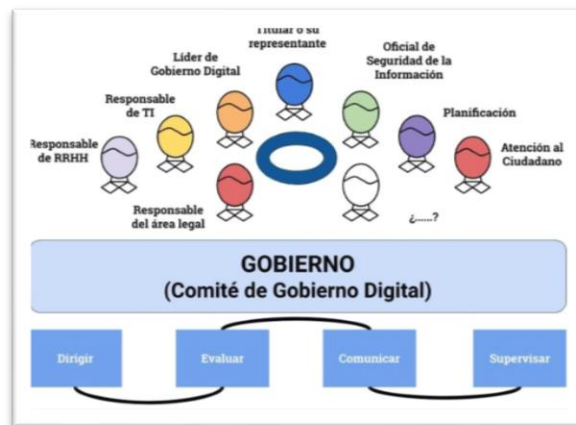 Titular o su
representante
Líder de
Gobierno Digital
Oficial de
Seguridad de la
Información
Responsable
de TI
Planificación
Responsable
de RRHH
Atención al
Ciudadano
Responsable
del área legal
¿.....?
GOBIERNO
(Comité de Gobierno Digital)
Dirigir
Evaluar
Comunicar
Supervisar